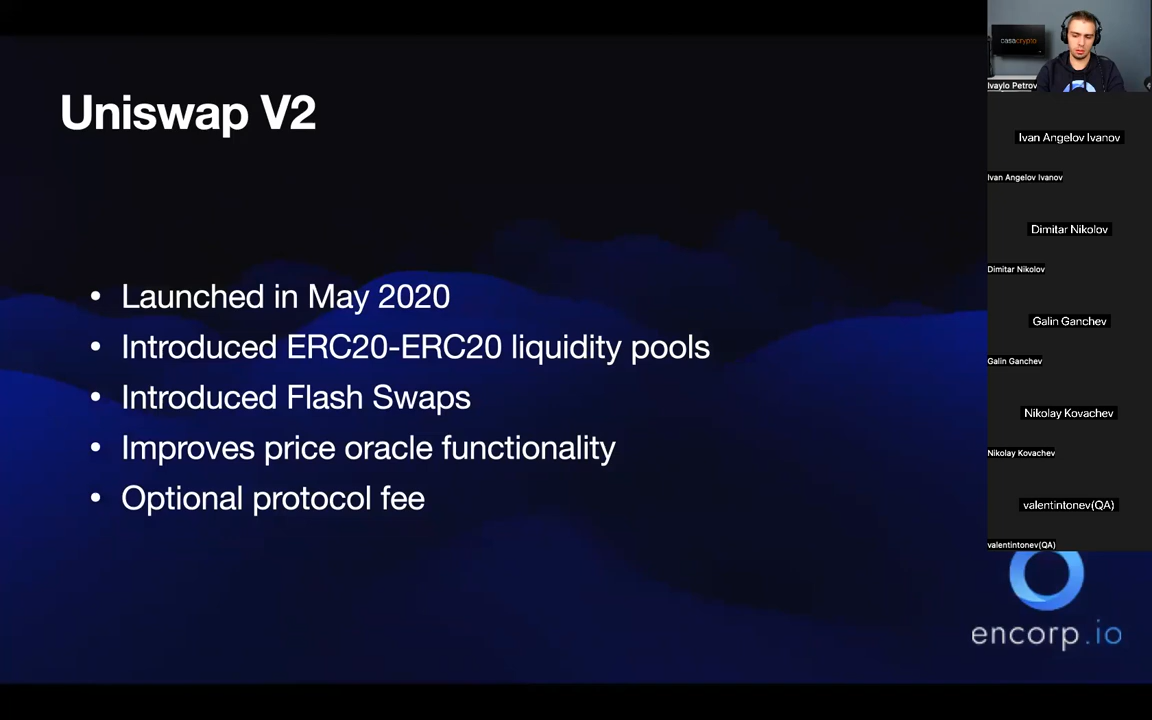 Uniswap V2
• Launched in May 2020
• Introduced ERC20-ERC20 liquidity pools
• Introduced Flash Swaps
• Improves price oracle functionality
• Optional protocol fee
casacrypto
Ivaylo Petrov
Ivan Angelov Ivanov
Ivan Angelov Ivanov
Dimitar Nikolov
Dimitar Nikolov
Galin Ganchev
Galin Ganchev
Nikolay Kovachev
Nikolay Kovachev
valentintonev(QA)
valentintonev(QA)
encorp.io